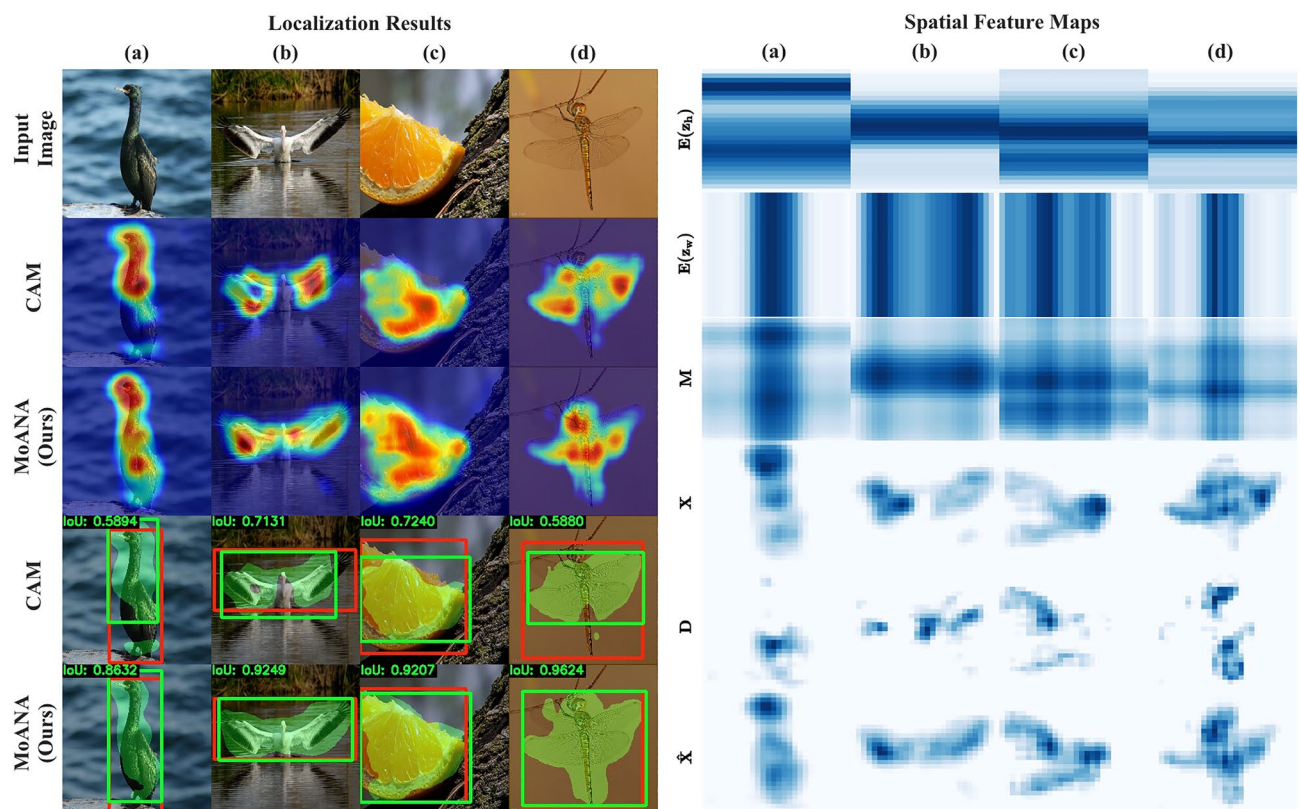 Localization Results
Spatial Feature Maps
(a) (b) (c) (d)
(a) (b) (c) (d)
Input
Image
CAM
MoANA
(Ours)
CAM
IoU: 0.5894
IoU: 0.7131
IoU: 0.7240
IoU: 0.5880
MoANA
(Ours)
IoU: 0.8632
IoU: 0.9249
IoU: 0.9207
IoU: 0.9624
E(z_h)
E(z_w)
M
X
D
X̂